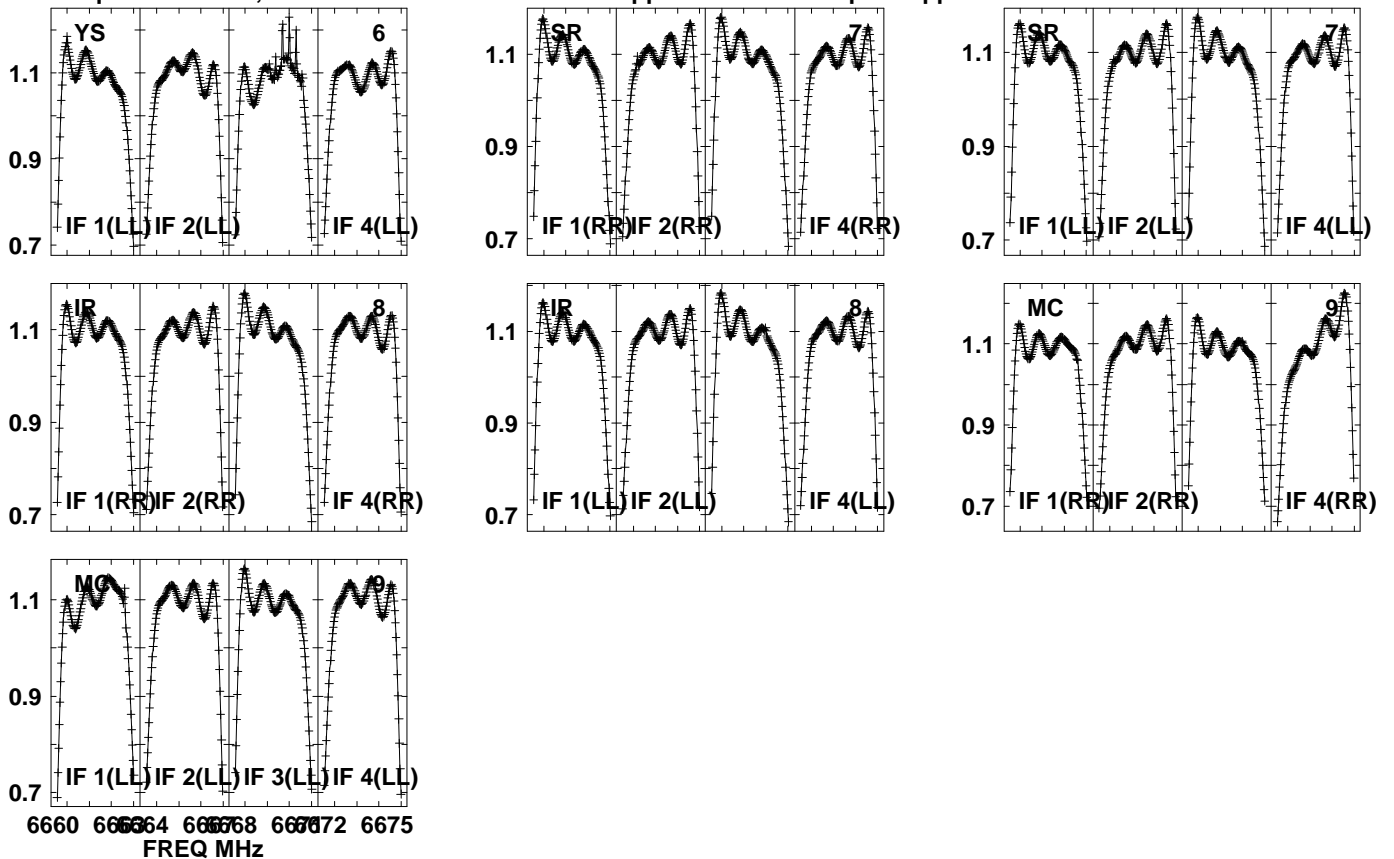 YS 6
1.1
0.9
0.7
IF 1(LL) IF 2(LL) IF 4(LL)
SR 7
1.1
0.9
0.7
IF 1(RR) IF 2(RR) IF 4(RR)
SR 7
1.1
0.9
0.7
IF 1(LL) IF 2(LL) IF 4(LL)
IR 8
1.1
0.9
0.7
IF 1(RR) IF 2(RR) IF 4(RR)
IR 8
1.1
0.9
0.7
IF 1(LL) IF 2(LL) IF 4(LL)
MC 9
1.1
0.9
0.7
IF 1(RR) IF 2(RR) IF 4(RR)
MC 9
1.1
0.9
0.7
IF 1(LL) IF 2(LL) IF 3(LL) IF 4(LL)
6660 6663 6664 6667 6668 6671 6672 6675
FREQ MHz